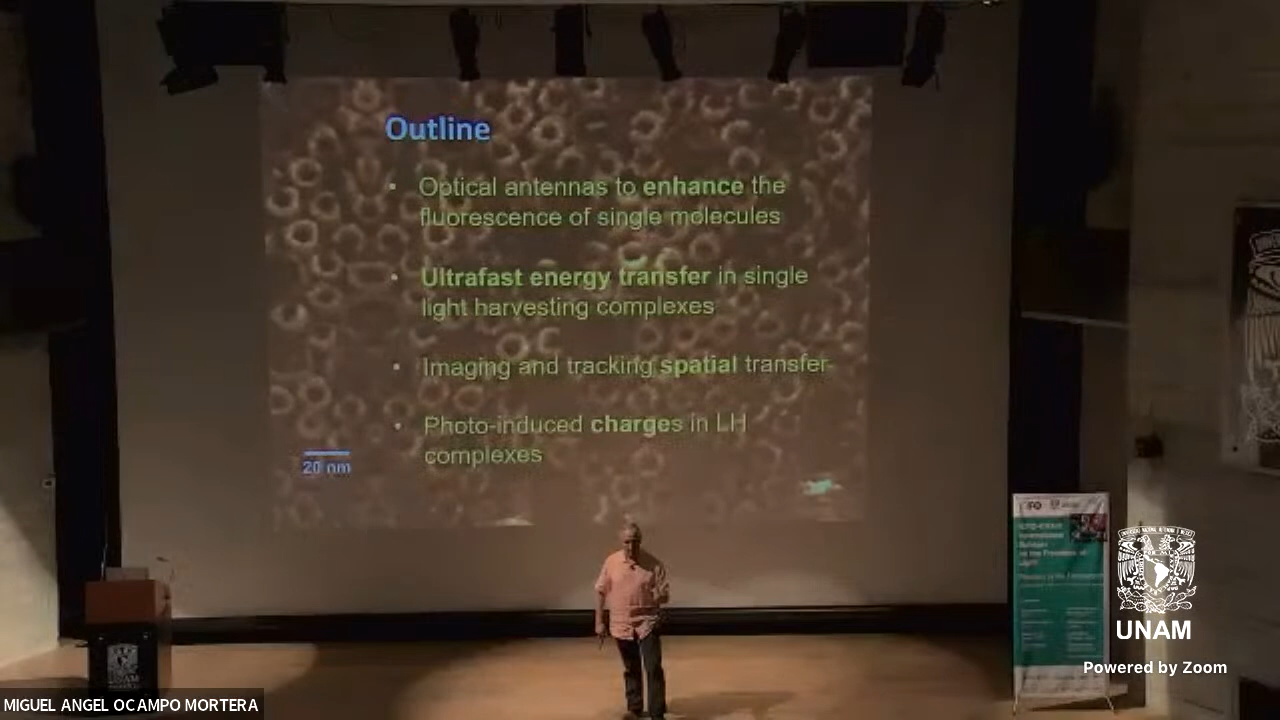 Outline
• Optical antennas to enhance the
fluorescence of single molecules
• Ultrafast energy transfer in single
light harvesting complexes
• Imaging and tracking spatial transfer
• Photo-induced charges in LH
complexes
20 nm
UNAM
UNAM
Powered by Zoom
MIGUEL ANGEL OCAMPO MORTERA